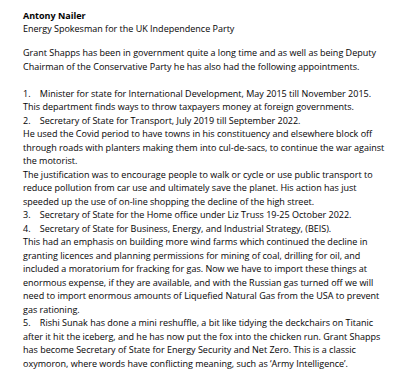 Antony Nailer
Energy Spokesman for the UK Independence Party
Grant Shapps has been in government quite a long time and as well as being Deputy
Chairman of the Conservative Party he has also had the following appointments.
1. Minister for state for International Development, May 2015 till November 2015.
This department finds ways to throw taxpayers money at foreign governments.
2. Secretary of State for Transport, July 2019 till September 2022.
He used the Covid period to have towns in his constituency and elsewhere block off
through roads with planters making them into cul-de-sacs, to continue the war against
the motorist.
The justification was to encourage people to walk or cycle or use public transport to
reduce pollution from car use and ultimately save the planet. His action has just
speeded up the use of on-line shopping the decline of the high street.
3. Secretary of State for the Home office under Liz Truss 19-25 October 2022.
4. Secretary of State for Business, Energy, and Industrial Strategy, (BEIS).
This had an emphasis on building more wind farms which continued the decline in
granting licences and planning permissions for mining of coal, drilling for oil, and
included a moratorium for fracking for gas. Now we have to import these things at
enormous expense, if they are available, and with the Russian gas turned off we will
need to import enormous amounts of Liquefied Natural Gas from the USA to prevent
gas rationing.
5. Rishi Sunak has done a mini reshuffle, a bit like tidying the deckchairs on Titanic
after it hit the iceberg, and he has now put the fox into the chicken run. Grant Shapps
has become Secretary of State for Energy Security and Net Zero. This is a classic
oxymoron, where words have conflicting meaning, such as ‘Army Intelligence’.